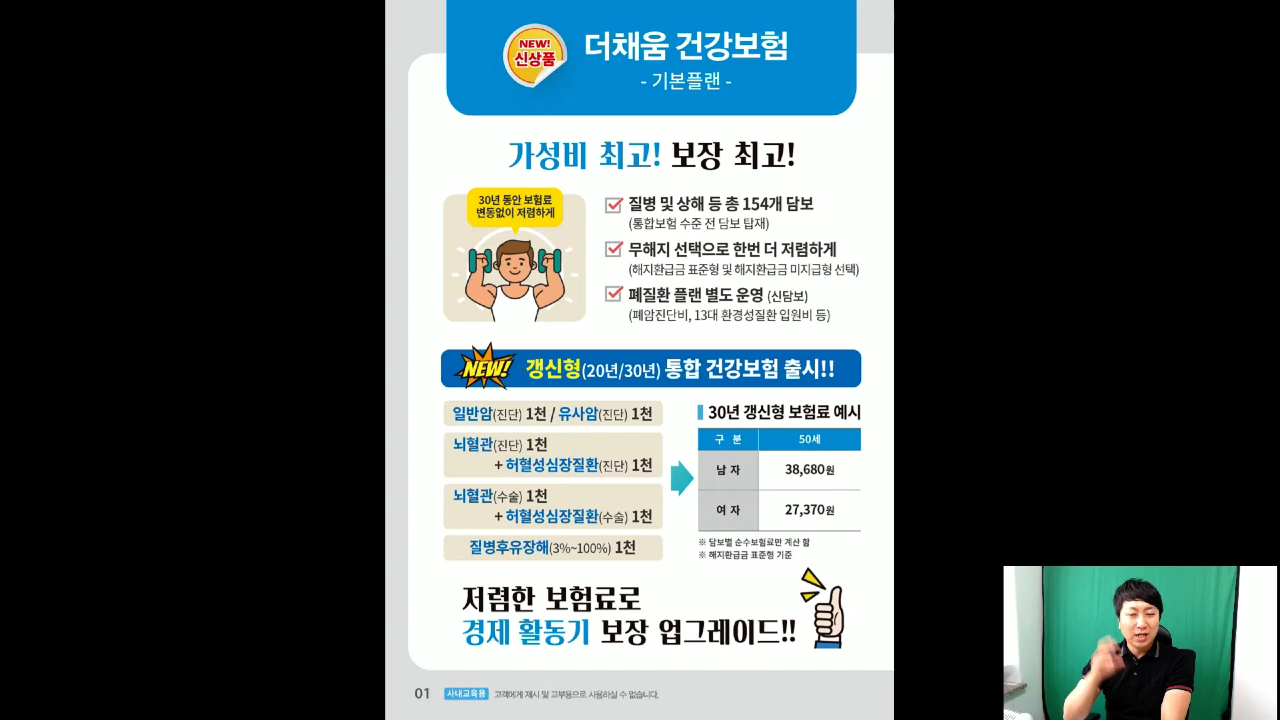 NEW!
신상품
더채움 건강보험
- 기본플랜 -
가성비 최고! 보장 최고!
30년 동안 보험료
변동없이 저렴하게
질병 및 상해 등 총 154개 담보
(통합보험 수준 전 담보 탑재)
무해지 선택으로 한번 더 저렴하게
(해지환급금 표준형 및 해지환급금 미지급형 선택)
폐질환 플랜 별도 운영 (신담보)
(폐암진단비, 13대 환경성질환 입원비 등)
NEW! 갱신형(20년/30년) 통합 건강보험 출시!!
일반암(진단) 1천 / 유사암(진단) 1천
뇌혈관(진단) 1천
+ 허혈성심장질환(진단) 1천
뇌혈관(수술) 1천
+ 허혈성심장질환(수술) 1천
질병후유장해(3%~100%) 1천
30년 갱신형 보험료 예시
구 분 50세
남 자 38,680원
여 자 27,370원
※ 담보별 순수보험료만 계산 함
※ 해지환급금 표준형 기준
저렴한 보험료로
경제 활동기 보장 업그레이드!!
01 사내교육용 고객에게 제시 및 교부용으로 사용하실 수 없습니다.